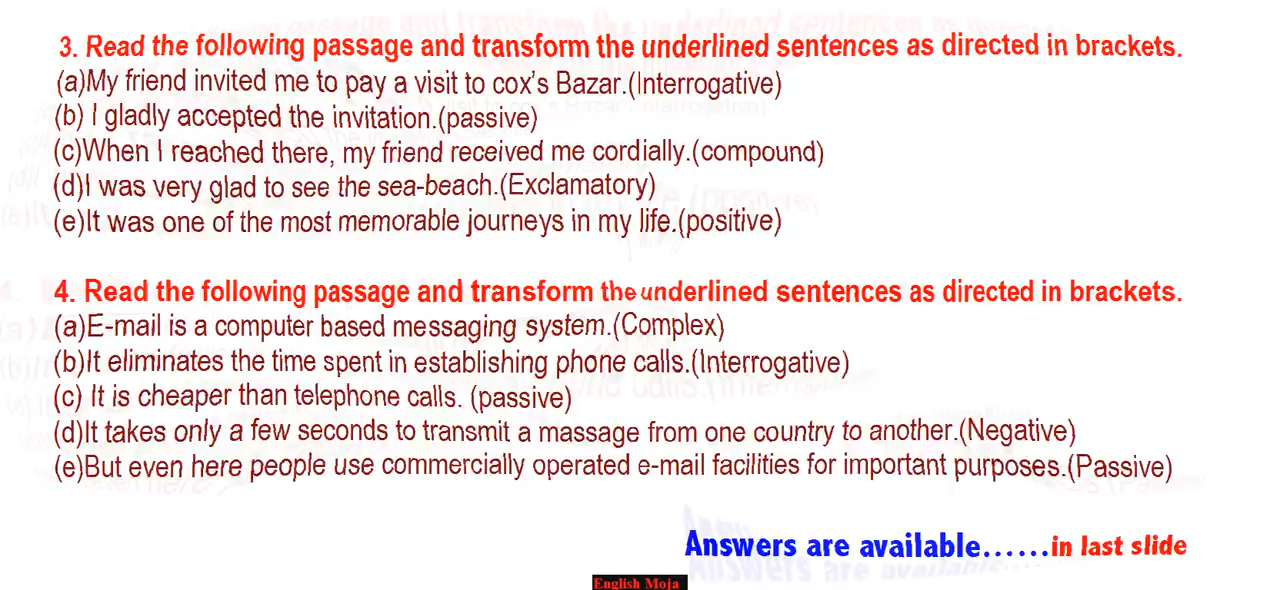 3. Read the following passage and transform the underlined sentences as directed in brackets.
(a)My friend invited me to pay a visit to cox's Bazar.(Interrogative)
(b) I gladly accepted the invitation.(passive)
(c)When I reached there, my friend received me cordially.(compound)
(d)I was very glad to see the sea-beach.(Exclamatory)
(e)It was one of the most memorable journeys in my life.(positive)
4. Read the following passage and transform the underlined sentences as directed in brackets.
(a)E-mail is a computer based messaging system.(Complex)
(b)It eliminates the time spent in establishing phone calls.(Interrogative)
(c) It is cheaper than telephone calls. (passive)
(d)It takes only a few seconds to transmit a massage from one country to another.(Negative)
(e)But even here people use commercially operated e-mail facilities for important purposes.(Passive)
Answers are available......in last slide
English Moja